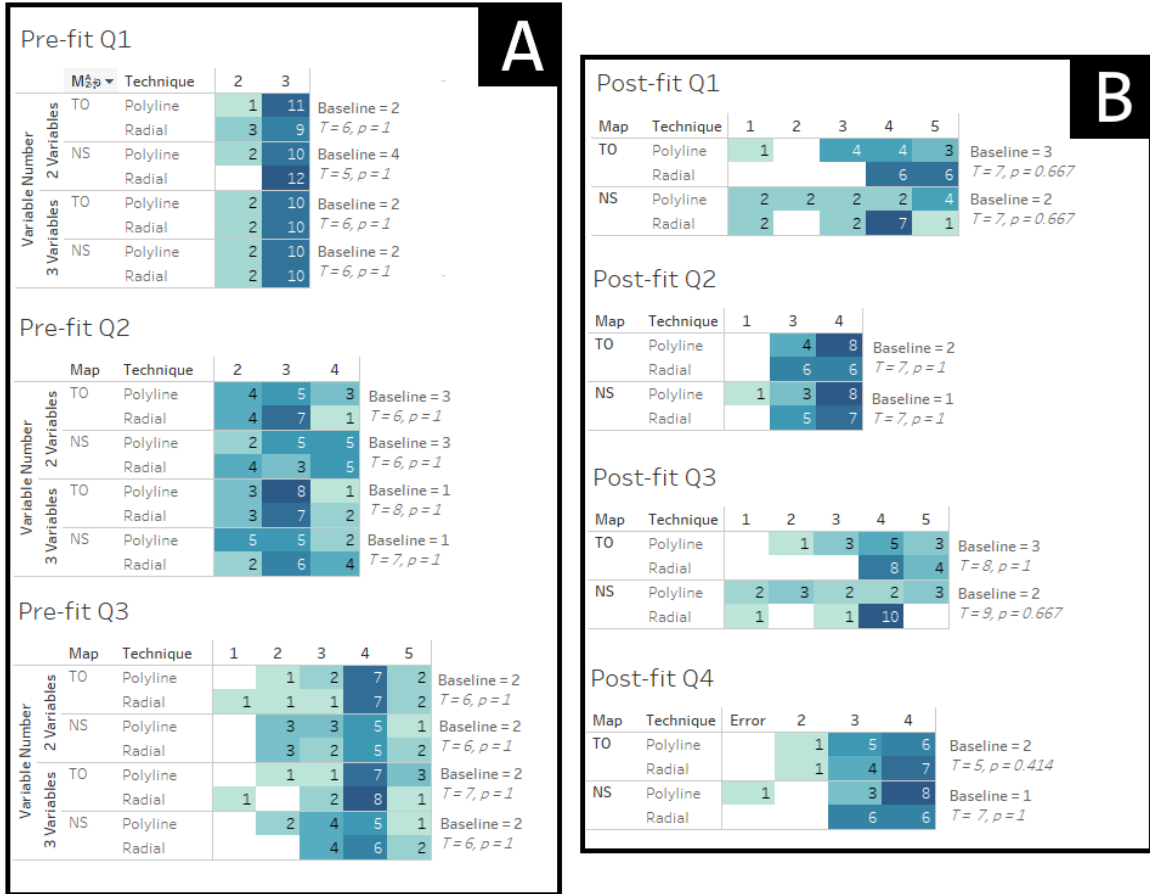 A
Pre-fit Q1
Map Technique 2 3
Variable Number
2 Variables
TO Polyline 1 11 Baseline = 2
Radial 3 9 T = 6, p = 1
NS Polyline 2 10 Baseline = 4
Radial 12 T = 5, p = 1
3 Variables
TO Polyline 2 10 Baseline = 2
Radial 2 10 T = 6, p = 1
NS Polyline 2 10 Baseline = 2
Radial 2 10 T = 6, p = 1
Pre-fit Q2
Map Technique 2 3 4
Variable Number
2 Variables
TO Polyline 4 5 3 Baseline = 3
Radial 4 7 1 T = 6, p = 1
NS Polyline 2 5 5 Baseline = 3
Radial 4 3 5 T = 6, p = 1
3 Variables
TO Polyline 3 8 1 Baseline = 1
Radial 3 7 2 T = 8, p = 1
NS Polyline 5 5 2 Baseline = 1
Radial 2 6 4 T = 7, p = 1
Pre-fit Q3
Map Technique 1 2 3 4 5
Variable Number
2 Variables
TO Polyline 1 2 7 2 Baseline = 2
Radial 1 1 1 7 2 T = 6, p = 1
NS Polyline 3 3 5 1 Baseline = 2
Radial 3 2 5 2 T = 6, p = 1
3 Variables
TO Polyline 1 1 7 3 Baseline = 2
Radial 1 2 8 1 T = 7, p = 1
NS Polyline 2 4 5 1 Baseline = 2
Radial 4 6 2 T = 6, p = 1
B
Post-fit Q1
Map Technique 1 2 3 4 5
TO Polyline 1 4 4 3 Baseline = 3
Radial 6 6 T = 7, p = 0.667
NS Polyline 2 2 2 2 4 Baseline = 2
Radial 2 2 7 1 T = 7, p = 0.667
Post-fit Q2
Map Technique 1 3 4
TO Polyline 4 8 Baseline = 2
Radial 6 6 T = 7, p = 1
NS Polyline 1 3 8 Baseline = 1
Radial 5 7 T = 7, p = 1
Post-fit Q3
Map Technique 1 2 3 4 5
TO Polyline 1 3 5 3 Baseline = 3
Radial 8 4 T = 8, p = 1
NS Polyline 2 3 2 2 3 Baseline = 2
Radial 1 1 10 T = 9, p = 0.667
Post-fit Q4
Map Technique Error 2 3 4
TO Polyline 1 5 6 Baseline = 2
Radial 1 4 7 T = 5, p = 0.414
NS Polyline 1 3 8 Baseline = 1
Radial 6 6 T = 7, p = 1